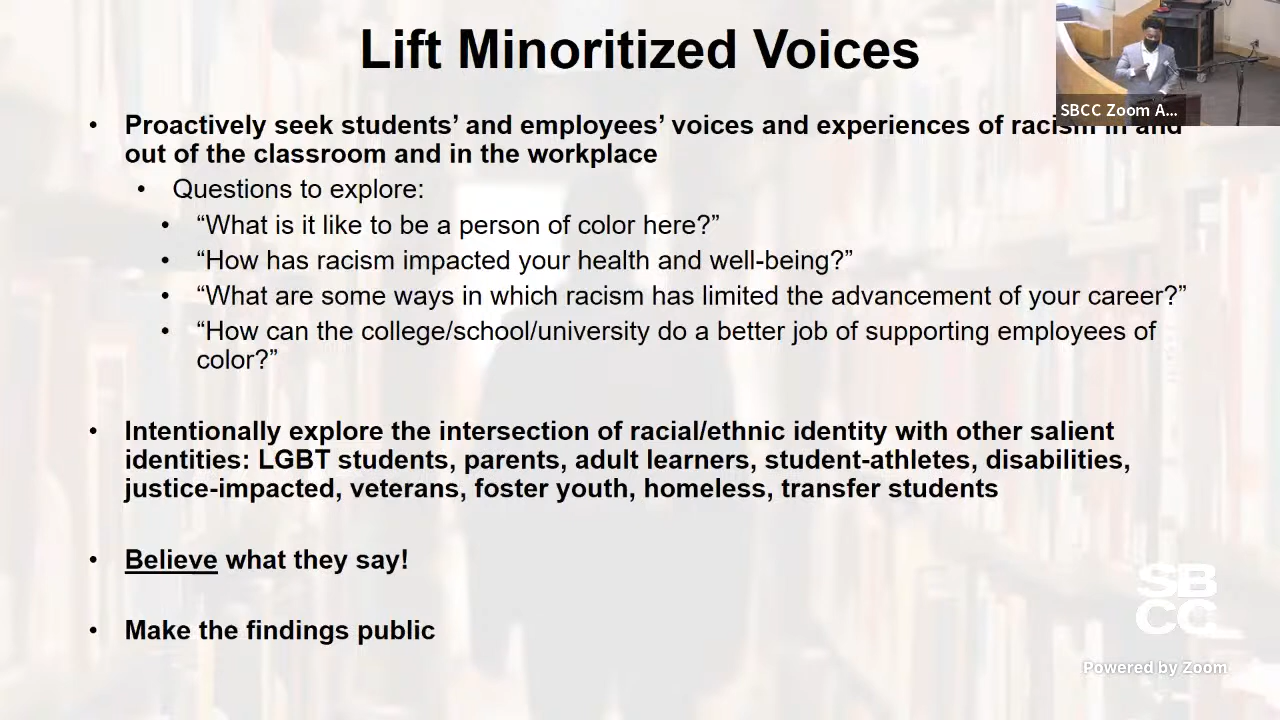 Lift Minoritized Voices
SBCC Zoom A...
• Proactively seek students’ and employees’ voices and experiences of racism in and
out of the classroom and in the workplace
• Questions to explore:
• “What is it like to be a person of color here?”
• “How has racism impacted your health and well-being?”
• “What are some ways in which racism has limited the advancement of your career?”
• “How can the college/school/university do a better job of supporting employees of
color?”
• Intentionally explore the intersection of racial/ethnic identity with other salient
identities: LGBT students, parents, adult learners, student-athletes, disabilities,
justice-impacted, veterans, foster youth, homeless, transfer students
• Believe what they say!
• Make the findings public
SB
CC
Powered by Zoom